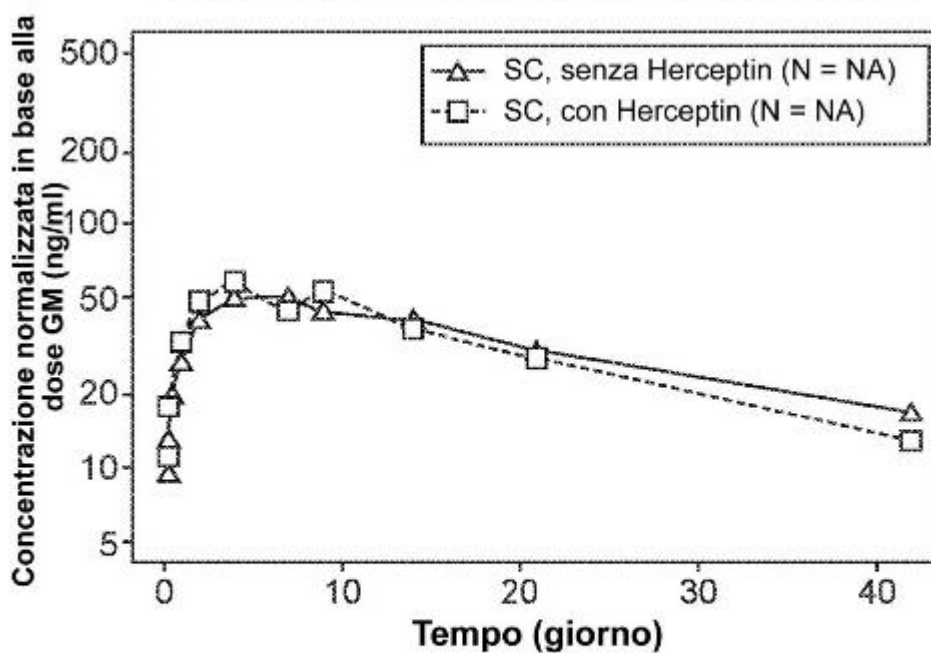 Concentrazione normalizzata in base alla
dose GM (ng/ml)
500
200
100
50
20
10
5
SC, senza Herceptin (N = NA)
SC, con Herceptin (N = NA)
0 10 20 30 40
Tempo (giorno)